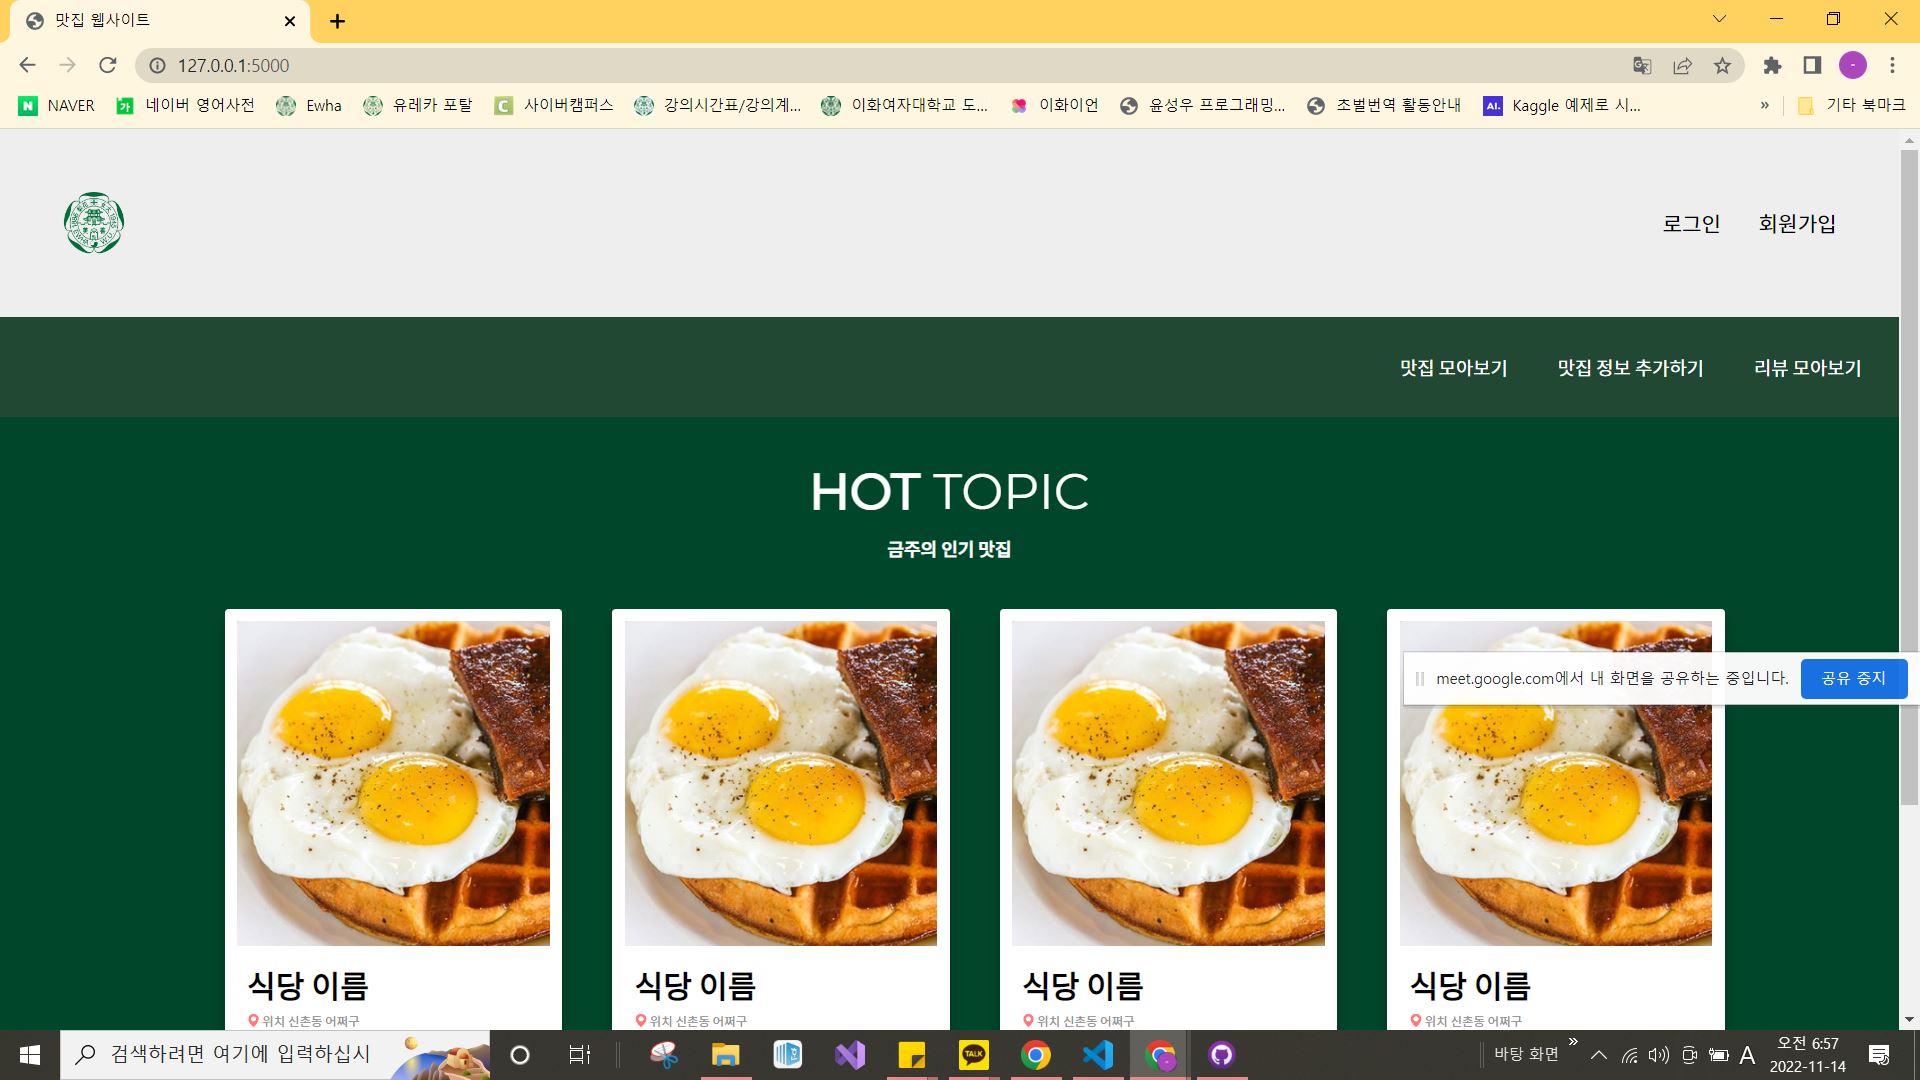 맛집 웹사이트
127.0.0.1:5000
NAVER
네이버 영어사전
Ewha
유레카 포탈
사이버캠퍼스
강의시간표/강의계...
이화여자대학교 도...
이화이언
윤성우 프로그래밍...
초벌번역 활동안내
AI.
Kaggle 예제로 시...
»
기타 북마크
로그인
회원가입
맛집 모아보기
맛집 정보 추가하기
리뷰 모아보기
HOT TOPIC
금주의 인기 맛집
meet.google.com에서 내 화면을 공유하는 중입니다.
공유 중지
식당 이름
식당 이름
식당 이름
식당 이름
위치 신촌동 어쩌구
위치 신촌동 어쩌구
위치 신촌동 어쩌구
위치 신촌동 어쩌구
검색하려면 여기에 입력하십시
TALK
바탕 화면
»
A
오전 6:57
2022-11-14